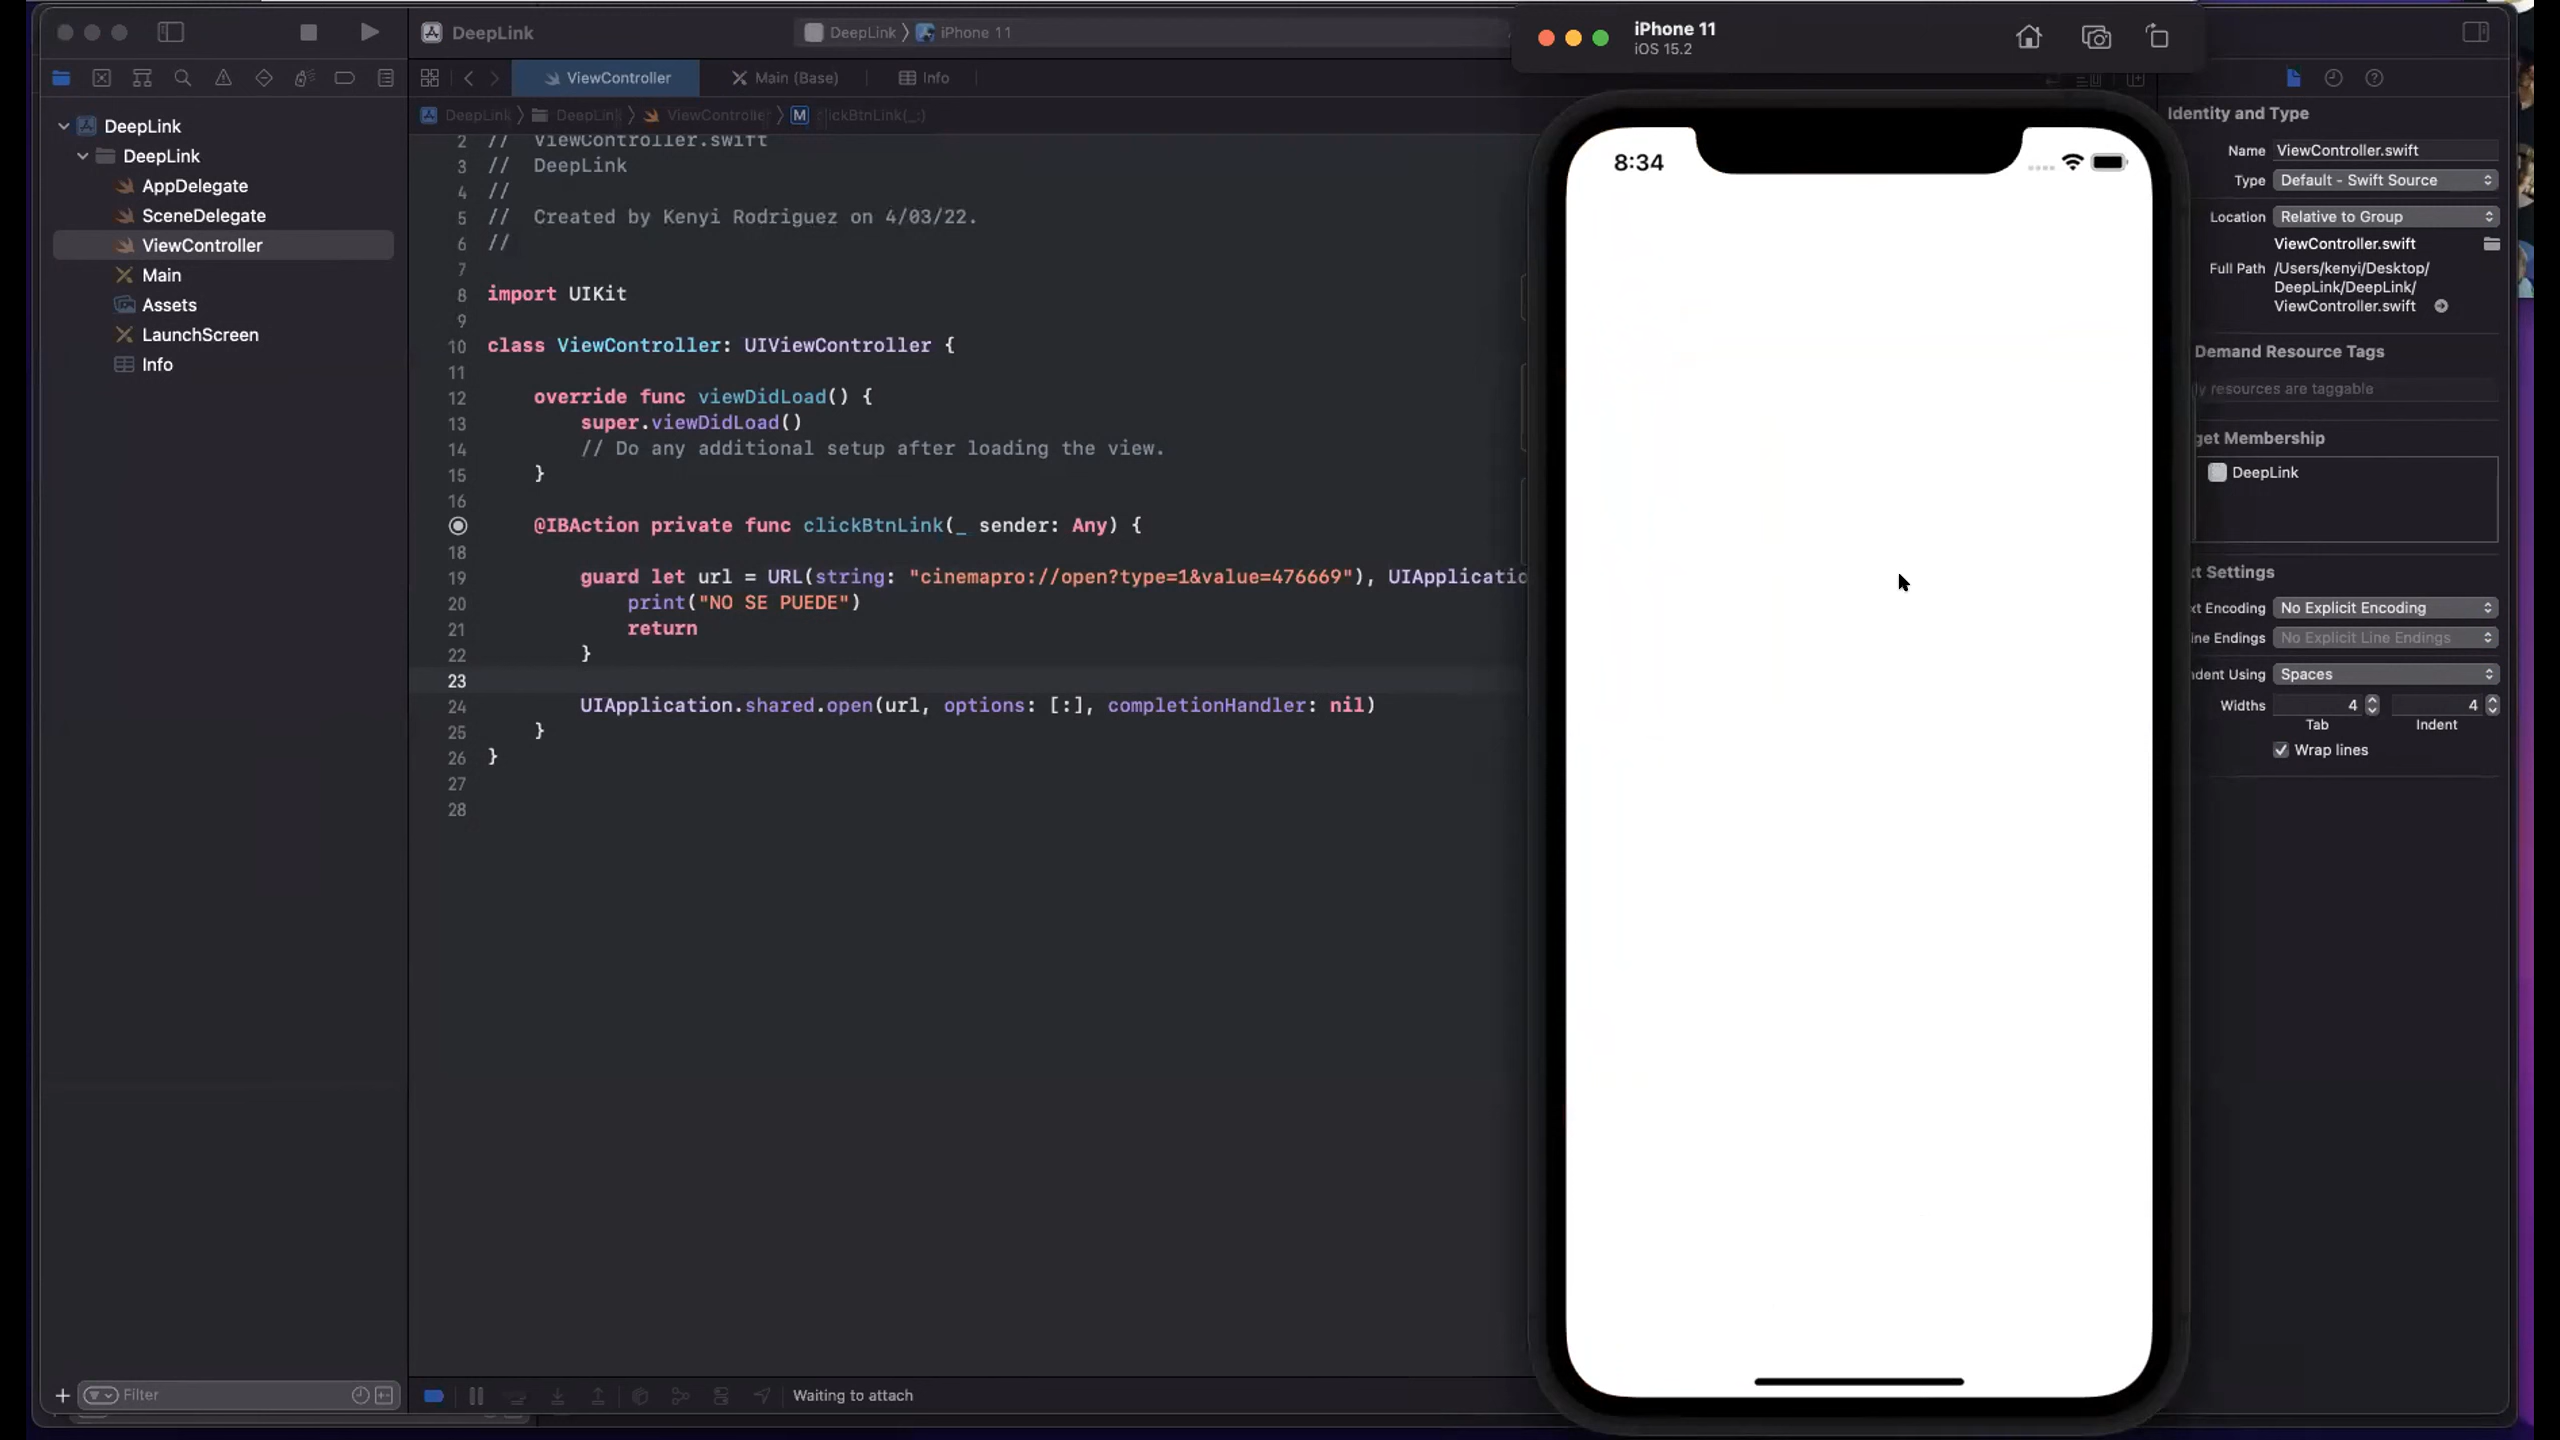 DeepLink
DeepLink 〉 iPhone 11
iPhone 11
iOS 15.2
ViewController
Main (Base)
Info
DeepLink 〉 DeepLink 〉 ViewController 〉 M lickBtnLink(_:)
DeepLink
DeepLink
AppDelegate
SceneDelegate
ViewController
Main
Assets
LaunchScreen
Info
2 // ViewController.swift
3 // DeepLink
4 //
5 // Created by Kenyi Rodriguez on 4/03/22.
6 //
7
8 import UIKit
9
10 class ViewController: UIViewController {
11
12 override func viewDidLoad() {
13 super.viewDidLoad()
14 // Do any additional setup after loading the view.
15 }
16
@IBAction private func clickBtnLink(_ sender: Any) {
18
19 guard let url = URL(string: "cinemapro://open?type=1&value=476669"), UIApplicatio
20 print("NO SE PUEDE")
21 return
22 }
23
24 UIApplication.shared.open(url, options: [:], completionHandler: nil)
25 }
26 }
27
28
Filter
Waiting to attach
8:34
Identity and Type
Name ViewController.swift
Type Default - Swift Source
Location Relative to Group
ViewController.swift
Full Path /Users/kenyi/Desktop/
DeepLink/DeepLink/
ViewController.swift
Demand Resource Tags
y resources are taggable
get Membership
DeepLink
xt Settings
xt Encoding No Explicit Encoding
ine Endings No Explicit Line Endings
ndent Using Spaces
Widths 4 4
Tab Indent
Wrap lines